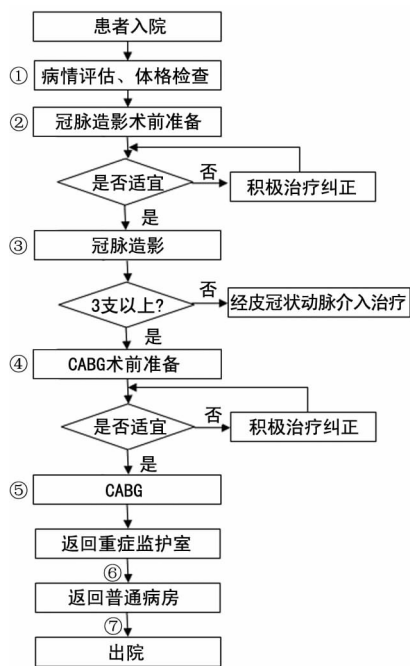 患者入院
① 病情评估、体格检查
② 冠脉造影术前准备
是否适宜 否 积极治疗纠正
是
③ 冠脉造影
3支以上? 否 经皮冠状动脉介入治疗
是
④ CABG术前准备
是否适宜 否 积极治疗纠正
是
⑤ CABG
返回重症监护室
⑥
返回普通病房
⑦
出院